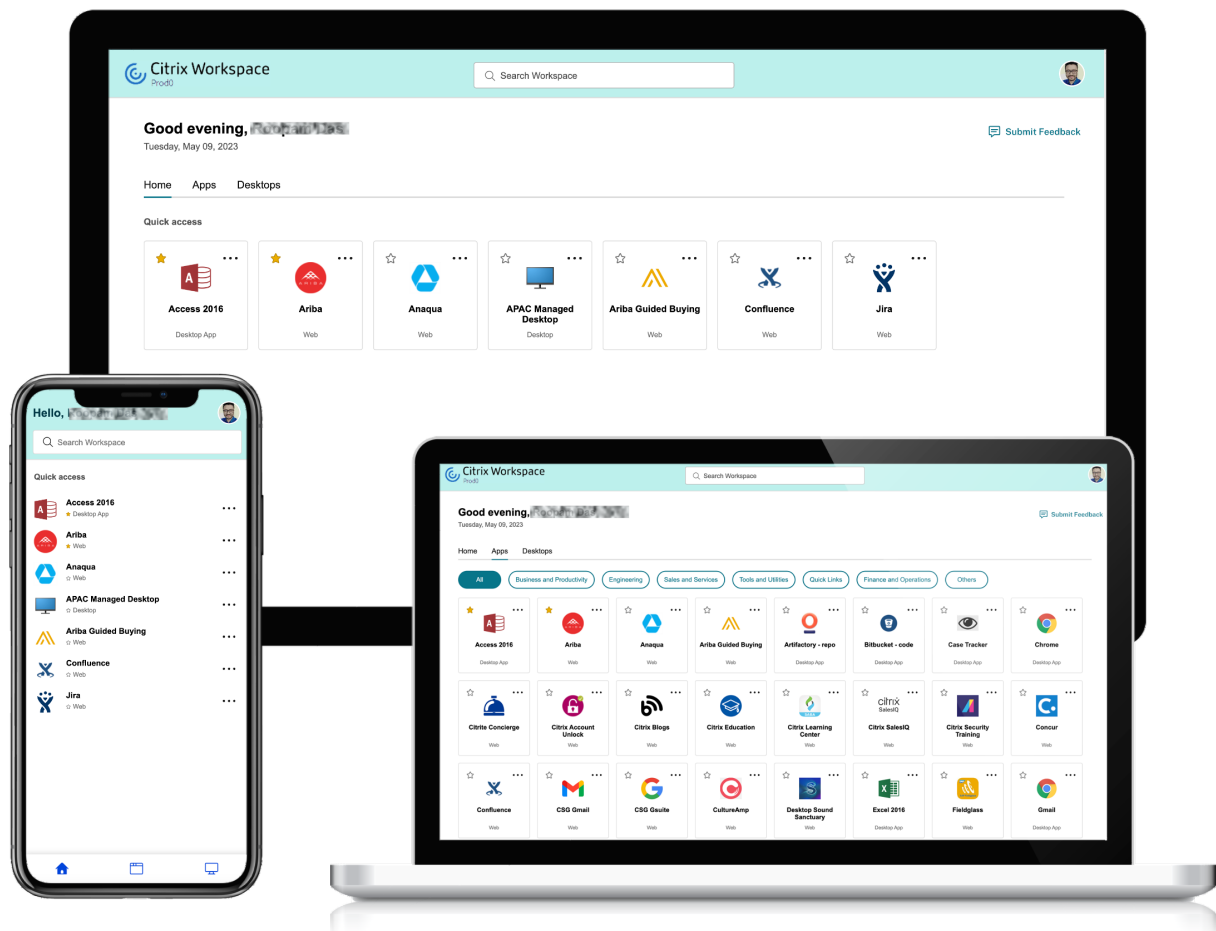 Citrix Workspace
Prod0
Search Workspace
Good evening,
Tuesday, May 09, 2023
Submit Feedback
Home Apps Desktops
Quick access
Access 2016
Desktop App
ARIBA
Ariba
Web
Anaqua
Web
APAC Managed
Desktop
Desktop
Ariba Guided Buying
Web
Confluence
Web
Jira
Web
Hello,
Search Workspace
Quick access
Access 2016
Desktop App
Ariba
Web
Anaqua
Web
APAC Managed Desktop
Desktop
Ariba Guided Buying
Web
Confluence
Web
Jira
Web
Citrix Workspace
Prod0
Search Workspace
Good evening,
Tuesday, May 09, 2023
Submit Feedback
Home Apps Desktops
All Business and Productivity Engineering Sales and Services Tools and Utilities Quick Links Finance and Operations Others
Access 2016
Desktop App
Ariba
Web
Anaqua
Web
Ariba Guided Buying
Web
Artifactory - repo
Desktop App
Bitbucket - code
Desktop App
Case Tracker
Desktop App
Chrome
Desktop App
Citrite Concierge
Web
Citrix Account
Unlock
Web
Citrix Blogs
Web
Citrix Education
Web
Citrix Learning
Center
Web
citrix
SalesIQ
Citrix SalesIQ
Web
Citrix Security
Training
Web
Concur
Web
Confluence
Web
CSG Gmail
Web
CSG Gsuite
Web
CultureAmp
Web
Desktop Sound
Sanctuary
Web
Excel 2016
Desktop App
Fieldglass
Web
Gmail
Desktop App